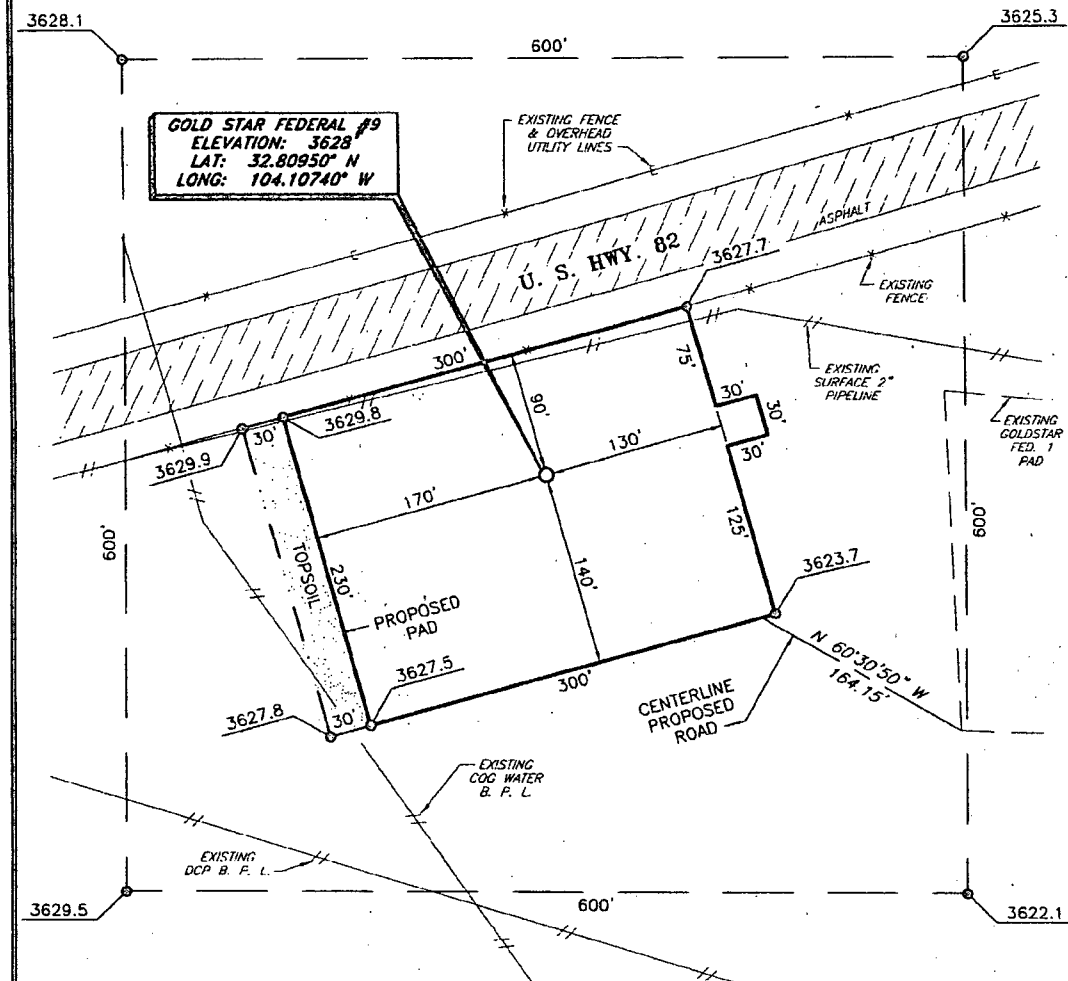 3628.1
3625.3
600'
GOLD STAR FEDERAL #9
ELEVATION: 3628'
LAT: 32.80950° N
LONG: 104.10740° W
EXISTING FENCE
& OVERHEAD
UTILITY LINES
E
E
E
ASPHALT
U. S. HWY. 82
3627.7
EXISTING
FENCE
300'
75'
EXISTING
SURFACE 2"
PIPELINE
30'
30'
30'
EXISTING
GOLDSTAR
FED. 1
PAD
3629.8
30'
3629.9
90'
130'
170'
600'
600'
125'
TOPSOIL
230'
140'
3623.7
PROPOSED
PAD
N 60°30'50" W
164.15'
3627.5
300'
CENTERLINE
PROPOSED
ROAD
3627.8
30'
EXISTING
COG WATER
B. P. L.
EXISTING
DCP B. P. L.
3629.5
600'
3622.1